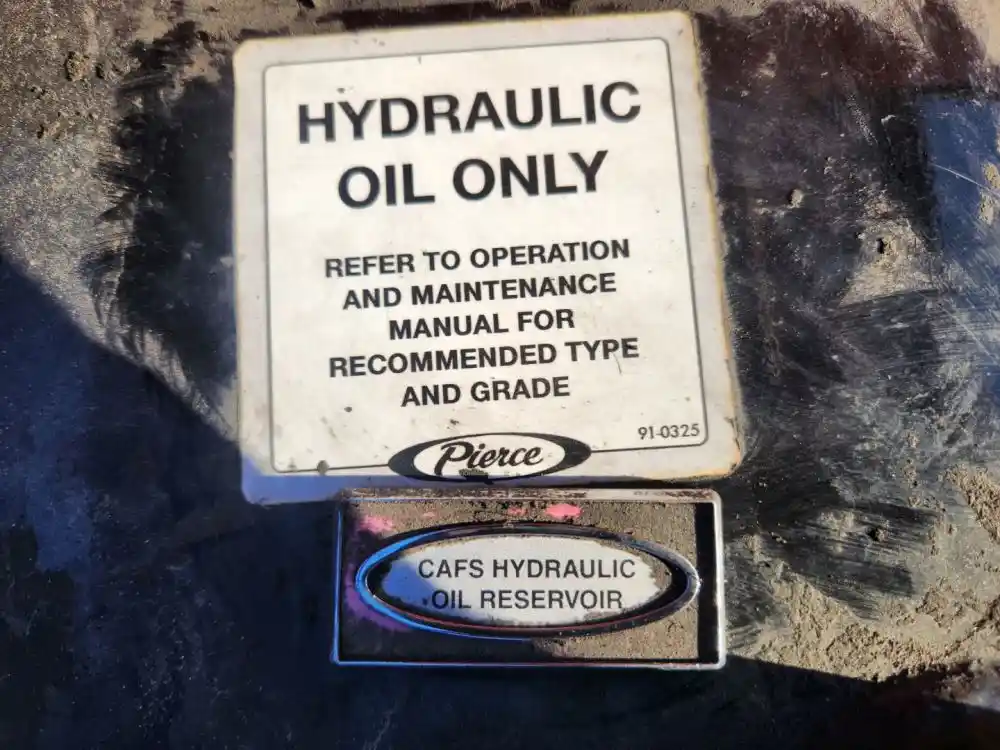 HYDRAULIC
OIL ONLY
REFER TO OPERATION
AND MAINTENANCE
MANUAL FOR
RECOMMENDED TYPE
AND GRADE
91-0325
Pierce
CAFS HYDRAULIC
OIL RESERVOIR